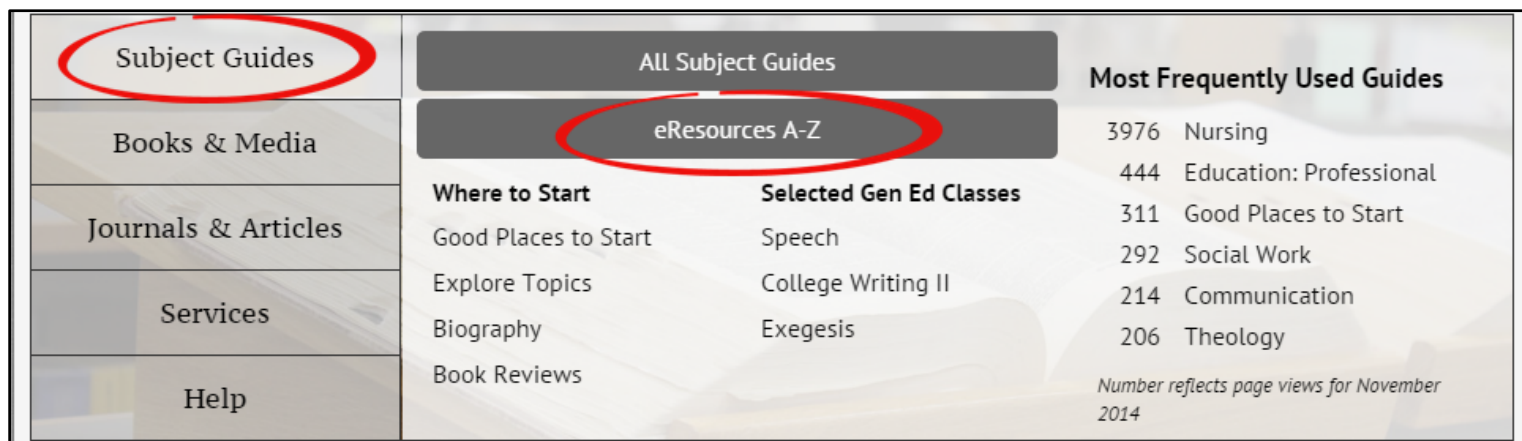 Subject Guides
Books & Media
Journals & Articles
Services
Help
All Subject Guides
eResources A-Z
Where to Start
Good Places to Start
Explore Topics
Biography
Book Reviews
Selected Gen Ed Classes
Speech
College Writing II
Exegesis
Most Frequently Used Guides
3976 Nursing
444 Education: Professional
311 Good Places to Start
292 Social Work
214 Communication
206 Theology
Number reflects page views for November
2014